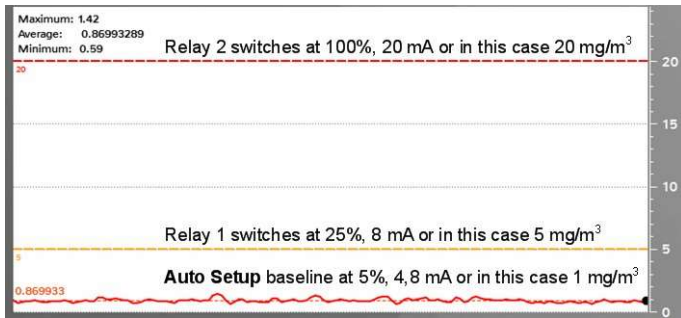 Maximum: 1.42
Average: 0.86993289
Minimum: 0.59
Relay 2 switches at 100%, 20 mA or in this case 20 mg/m³
20
20
15
10
Relay 1 switches at 25%, 8 mA or in this case 5 mg/m³
5
5
Auto Setup baseline at 5%, 4,8 mA or in this case 1 mg/m³
0.869933
0